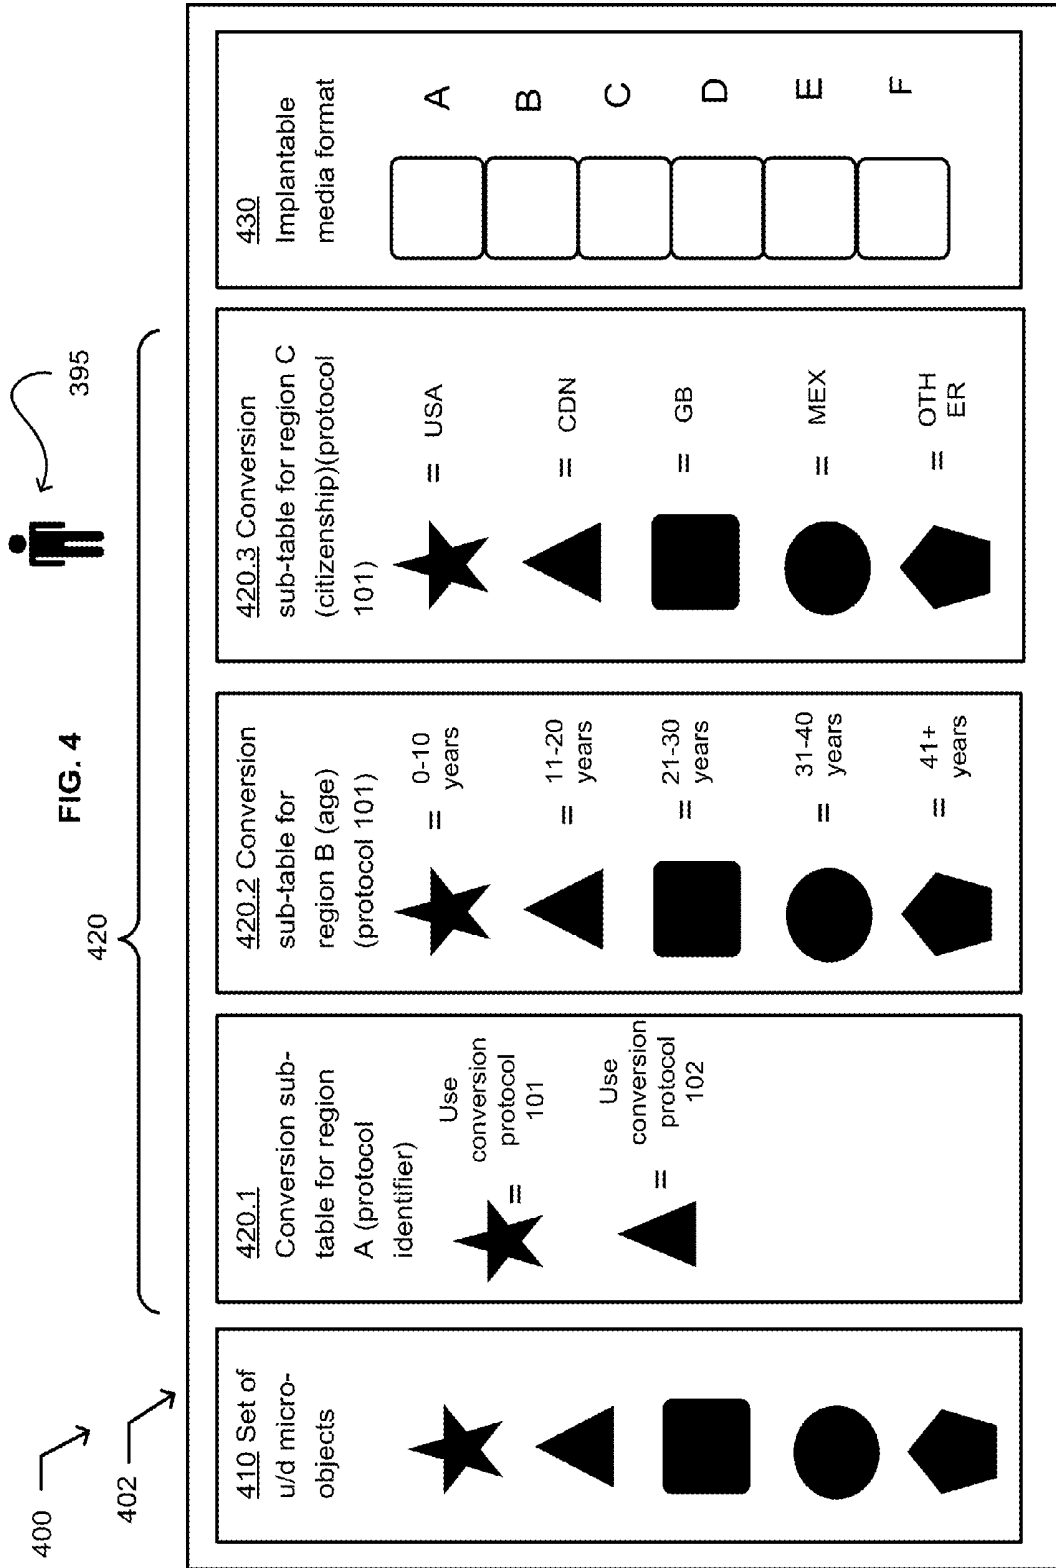 FIG. 4
400
402
420
395
410 Set of
u/d micro-
objects
420.1
Conversion sub-
table for region
A (protocol
identifier)
=
Use
conversion
protocol
101
=
Use
conversion
protocol
102
420.2 Conversion
sub-table for
region B (age)
(protocol 101)
= 0-10
years
= 11-20
years
= 21-30
years
= 31-40
years
= 41+
years
420.3 Conversion
sub-table for region C
(citizenship)(protocol
101)
= USA
= CDN
= GB
= MEX
= OTH
ER
430
Implantable
media format
A
B
C
D
E
F